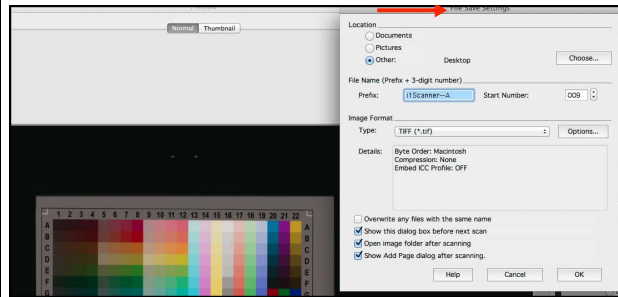 Preview
Normal Thumbnail
1 2 3 4 5 6 7 8 9 10 11 12 13 14 15 16 17 18 19 20 21 22
A A
B B
C C
D D
E E
F F
G G
File Save Settings
Location
Documents
Pictures
Other: Desktop Choose...
File Name (Prefix + 3-digit number)
Prefix: i1Scanner--A Start Number: 009
Image Format
Type: TIFF (*.tif) Options...
Details: Byte Order: Macintosh
Compression: None
Embed ICC Profile: OFF
Overwrite any files with the same name
Show this dialog box before next scan
Open image folder after scanning
Show Add Page dialog after scanning.
Help Cancel OK